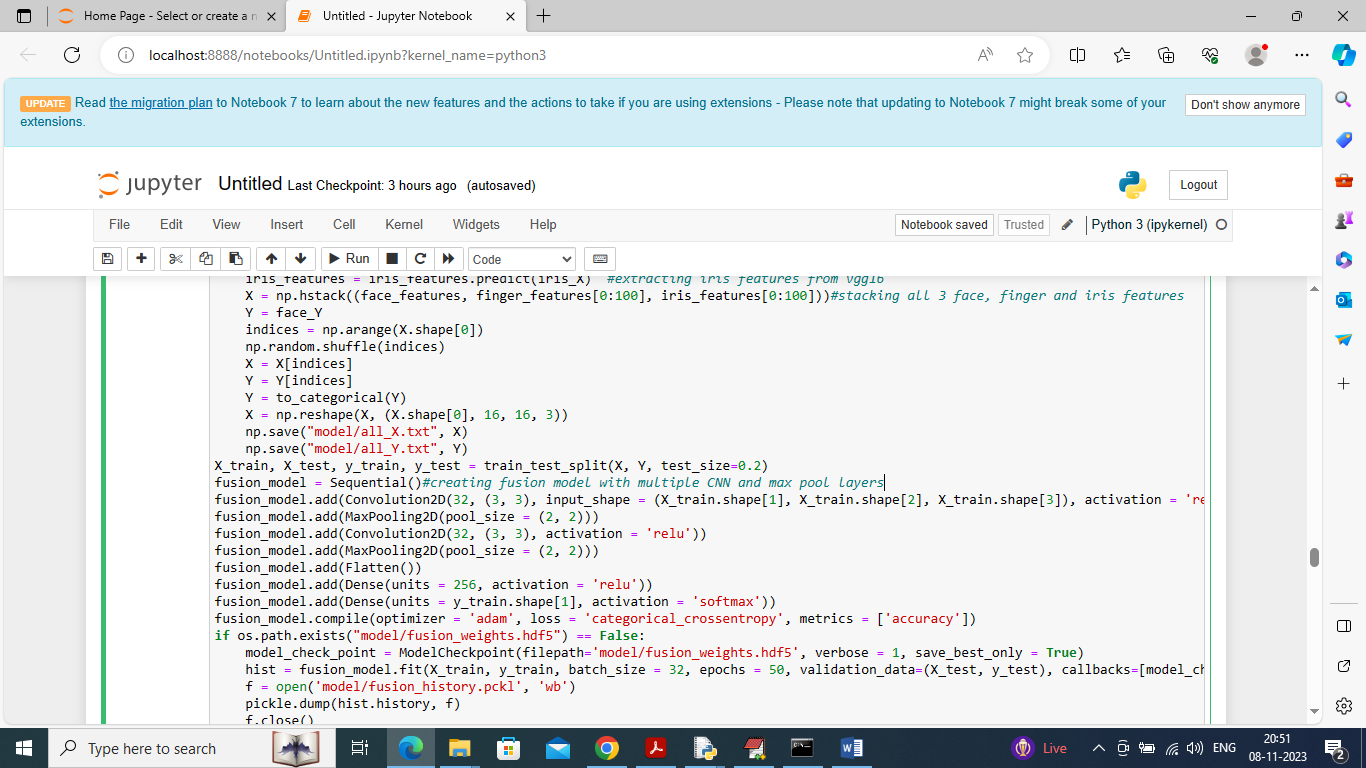 Home Page - Select or create a n
Untitled - Jupyter Notebook
localhost:8888/notebooks/Untitled.ipynb?kernel_name=python3
UPDATE Read the migration plan to Notebook 7 to learn about the new features and the actions to take if you are using extensions - Please note that updating to Notebook 7 might break some of your
extensions.
Don't show anymore
jupyter Untitled Last Checkpoint: 3 hours ago (autosaved)
Logout
File Edit View Insert Cell Kernel Widgets Help
Notebook saved Trusted Python 3 (ipykernel)
Run Code
iris_features = iris_features.predict(iris_X) #extracting iris features from vgg16
X = np.hstack((face_features, finger_features[0:100], iris_features[0:100]))#stacking all 3 face, finger and iris features
Y = face_Y
indices = np.arange(X.shape[0])
np.random.shuffle(indices)
X = X[indices]
Y = Y[indices]
Y = to_categorical(Y)
X = np.reshape(X, (X.shape[0], 16, 16, 3))
np.save("model/all_X.txt", X)
np.save("model/all_Y.txt", Y)
X_train, X_test, y_train, y_test = train_test_split(X, Y, test_size=0.2)
fusion_model = Sequential()#creating fusion model with multiple CNN and max pool layers
fusion_model.add(Convolution2D(32, (3, 3), input_shape = (X_train.shape[1], X_train.shape[2], X_train.shape[3]), activation = 're
fusion_model.add(MaxPooling2D(pool_size = (2, 2)))
fusion_model.add(Convolution2D(32, (3, 3), activation = 'relu'))
fusion_model.add(MaxPooling2D(pool_size = (2, 2)))
fusion_model.add(Flatten())
fusion_model.add(Dense(units = 256, activation = 'relu'))
fusion_model.add(Dense(units = y_train.shape[1], activation = 'softmax'))
fusion_model.compile(optimizer = 'adam', loss = 'categorical_crossentropy', metrics = ['accuracy'])
if os.path.exists("model/fusion_weights.hdf5") == False:
model_check_point = ModelCheckpoint(filepath='model/fusion_weights.hdf5', verbose = 1, save_best_only = True)
hist = fusion_model.fit(X_train, y_train, batch_size = 32, epochs = 50, validation_data=(X_test, y_test), callbacks=[model_ch
f = open('model/fusion_history.pckl', 'wb')
pickle.dump(hist.history, f)
f.close()
Type here to search
Live
ENG
20:51
08-11-2023
2